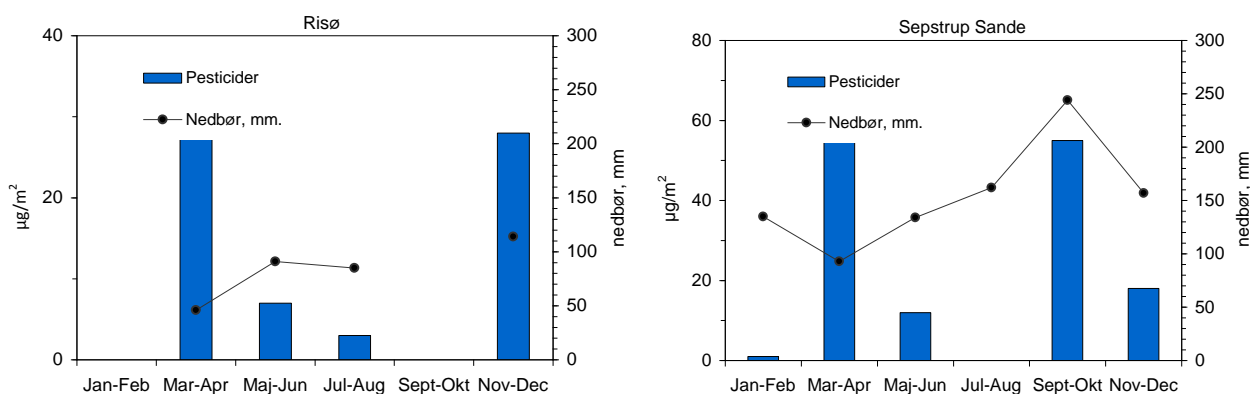 Risø
40
20
0
µg/m²
Pesticider
Nedbør, mm.
300
250
200
150
100
50
0
nedbør, mm
Jan-Feb Mar-Apr Maj-Jun Jul-Aug Sept-Okt Nov-Dec
Sepstrup Sande
80
60
40
20
0
µg/m²
Pesticider
Nedbør, mm.
300
250
200
150
100
50
0
nedbør, mm
Jan-Feb Mar-Apr Maj-Jun Jul-Aug Sept-Okt Nov-Dec